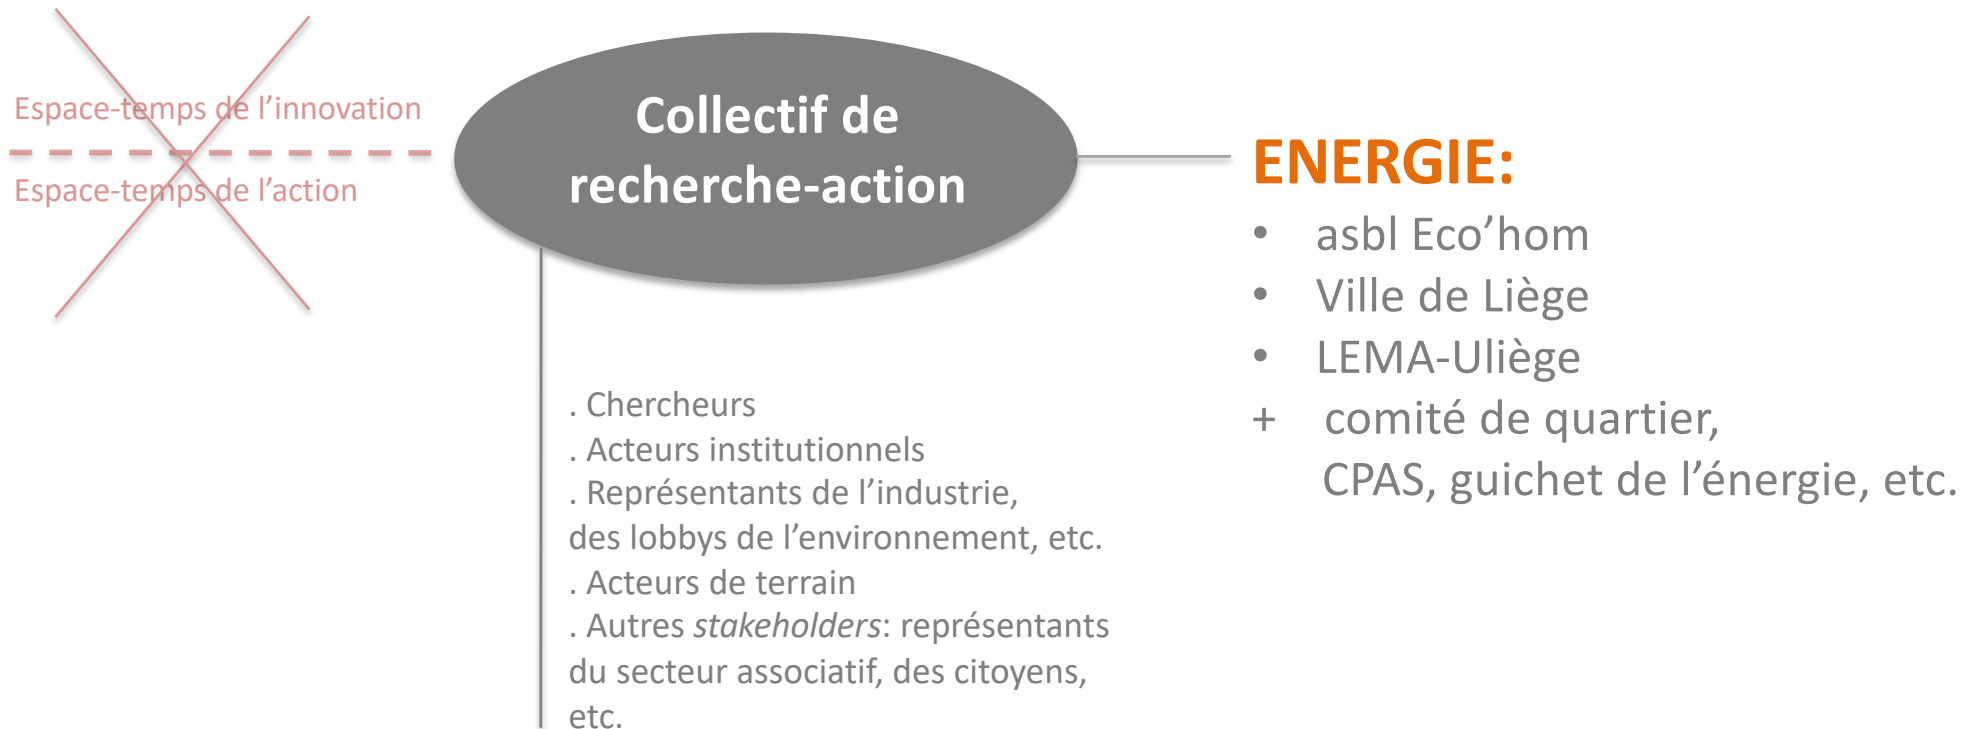 Espace-temps de l’innovation
Espace-temps de l’action
Collectif de
recherche-action
. Chercheurs
. Acteurs institutionnels
. Représentants de l’industrie,
des lobbys de l’environnement, etc.
. Acteurs de terrain
. Autres stakeholders: représentants
du secteur associatif, des citoyens,
etc.
ENERGIE:
• asbl Eco’hom
• Ville de Liège
• LEMA-Uliège
+ comité de quartier,
CPAS, guichet de l’énergie, etc.